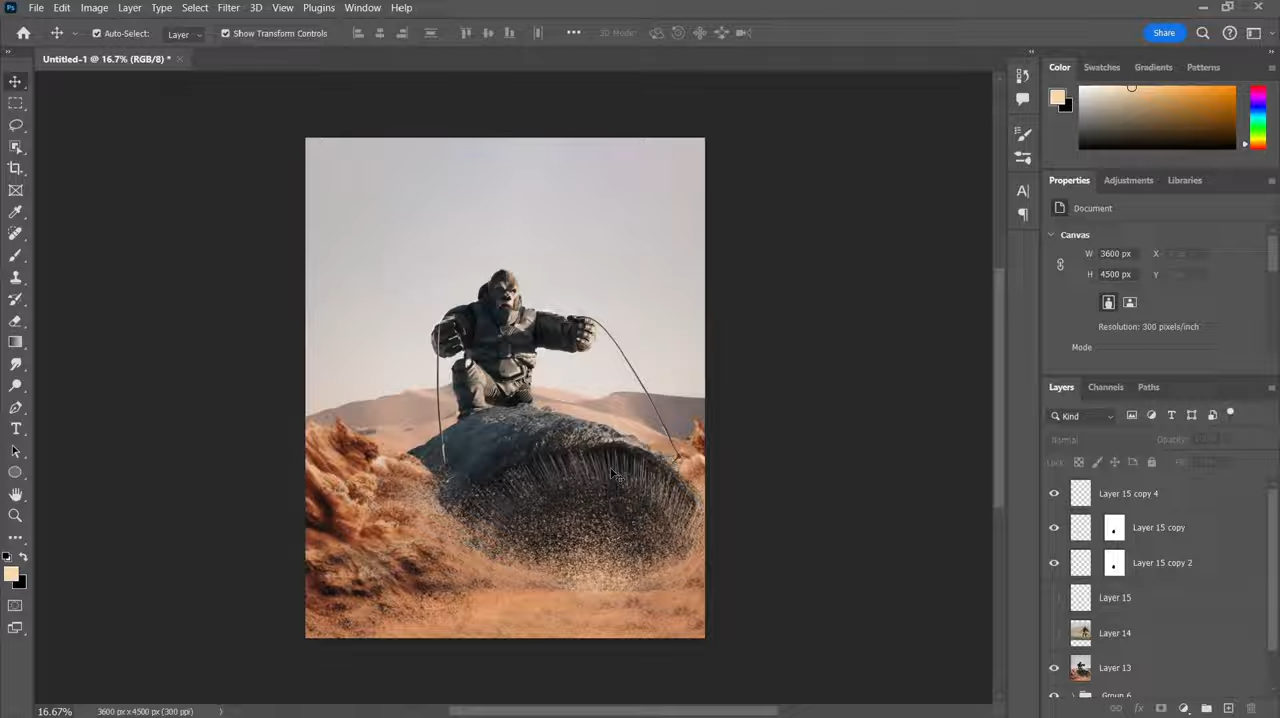 Ps File Edit Image Layer Type Select Filter 3D View Plugins Window Help
Auto-Select: Layer Show Transform Controls 3D Mode: Share
Untitled-1 @ 16.7% (RGB/8) *
Color Swatches Gradients Patterns
Properties Adjustments Libraries
Document
Canvas
W 3600 px X
H 4500 px Y
Resolution: 300 pixels/inch
Mode
Layers Channels Paths
Kind
Normal Opacity:
Lock: Fill:
Layer 15 copy 4
Layer 15 copy
Layer 15 copy 2
Layer 15
Layer 14
Layer 13
Group 6
16.67% 3600 px x 4500 px (300 ppi)